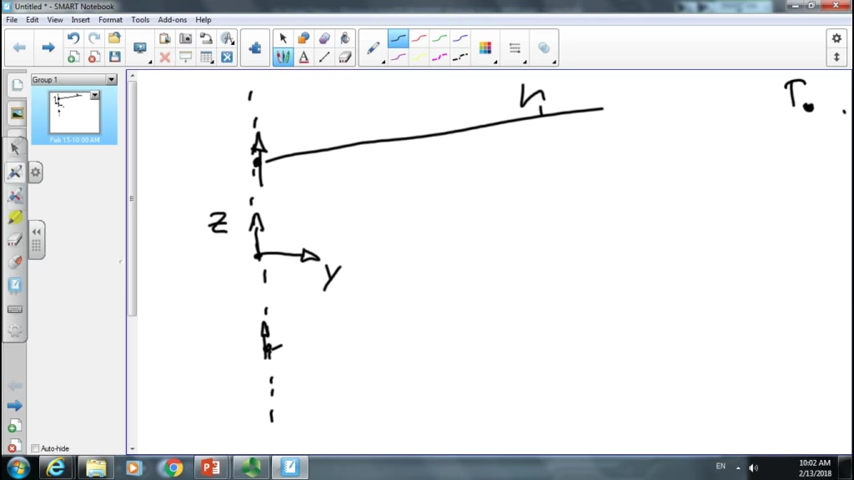 Untitled * - SMART Notebook
File Edit View Insert Format Tools Add-ons Help
Group 1
Feb 13-10:00 AM
T.
z
y
Auto-hide
EN
10:02 AM
2/13/2018